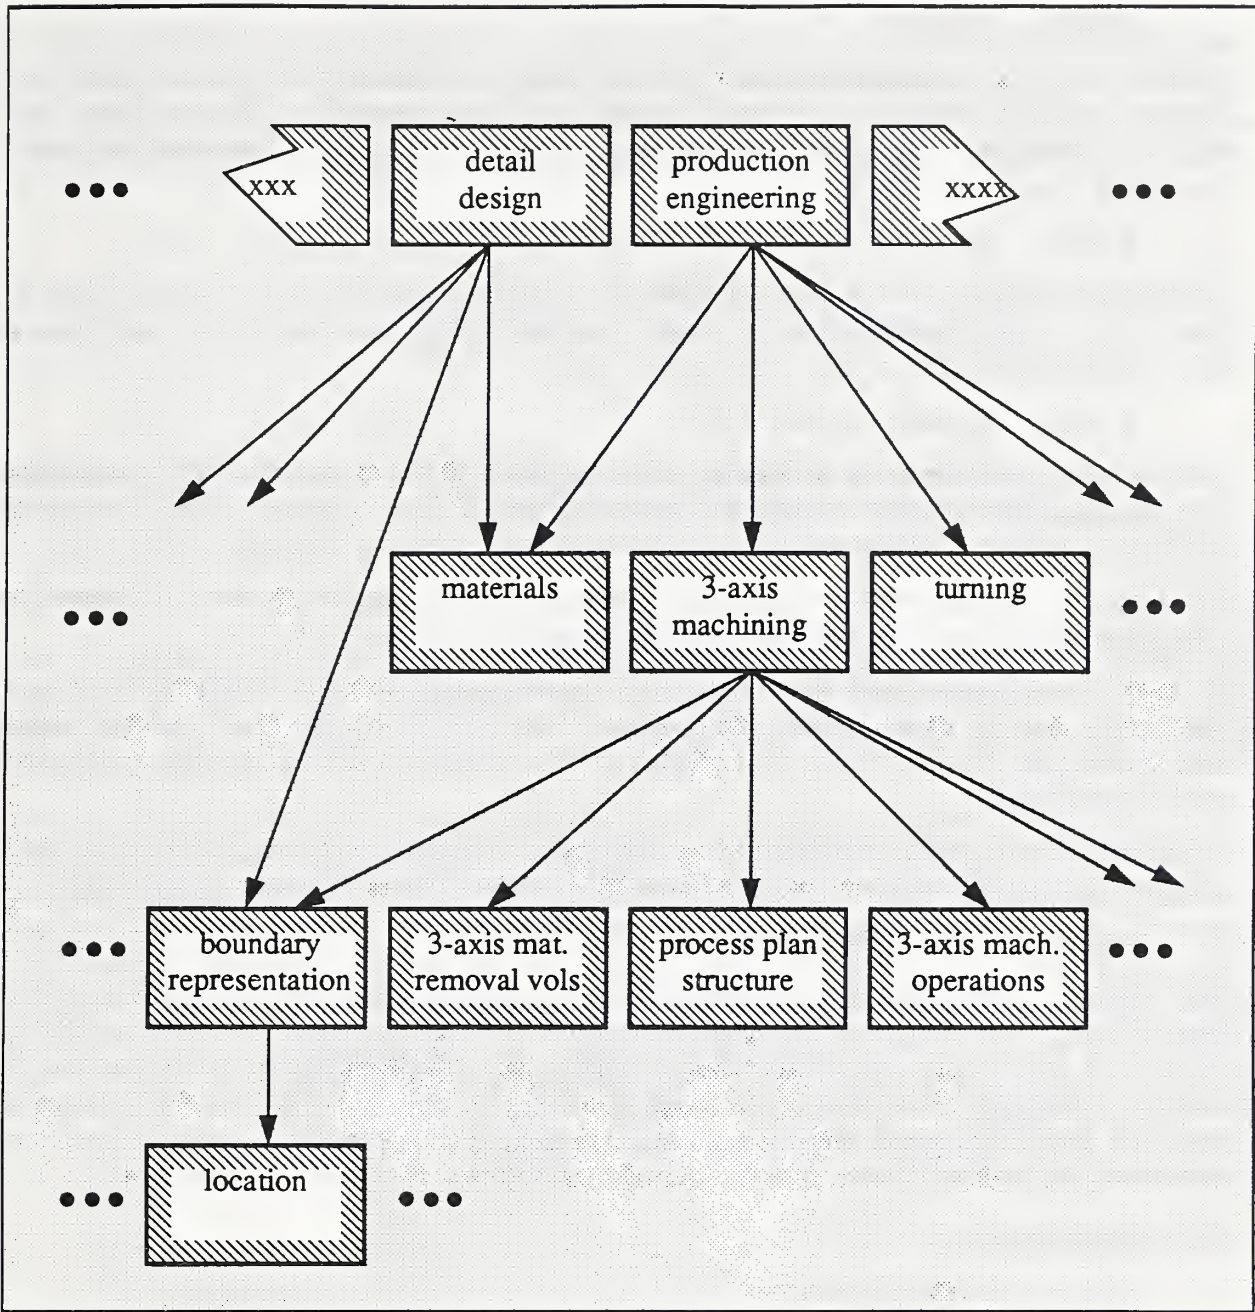 xxx
detail
design
production
engineering
xxxx
materials
3-axis
machining
turning
boundary
representation
3-axis mat.
removal vols
process plan
structure
3-axis mach.
operations
location